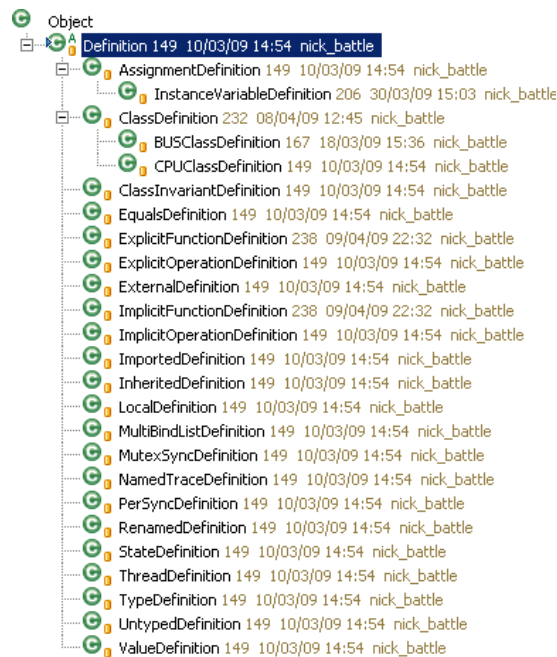 Object
Definition 149 10/03/09 14:54 nick_battle
AssignmentDefinition 149 10/03/09 14:54 nick_battle
InstanceVariableDefinition 206 30/03/09 15:03 nick_battle
ClassDefinition 232 08/04/09 12:45 nick_battle
BUSClassDefinition 167 18/03/09 15:36 nick_battle
CPUClassDefinition 149 10/03/09 14:54 nick_battle
ClassInvariantDefinition 149 10/03/09 14:54 nick_battle
EqualsDefinition 149 10/03/09 14:54 nick_battle
ExplicitFunctionDefinition 238 09/04/09 22:32 nick_battle
ExplicitOperationDefinition 149 10/03/09 14:54 nick_battle
ExternalDefinition 149 10/03/09 14:54 nick_battle
ImplicitFunctionDefinition 238 09/04/09 22:32 nick_battle
ImplicitOperationDefinition 149 10/03/09 14:54 nick_battle
ImportedDefinition 149 10/03/09 14:54 nick_battle
InheritedDefinition 149 10/03/09 14:54 nick_battle
LocalDefinition 149 10/03/09 14:54 nick_battle
MultiBindListDefinition 149 10/03/09 14:54 nick_battle
MutexSyncDefinition 149 10/03/09 14:54 nick_battle
NamedTraceDefinition 149 10/03/09 14:54 nick_battle
PerSyncDefinition 149 10/03/09 14:54 nick_battle
RenamedDefinition 149 10/03/09 14:54 nick_battle
StateDefinition 149 10/03/09 14:54 nick_battle
ThreadDefinition 149 10/03/09 14:54 nick_battle
TypeDefinition 149 10/03/09 14:54 nick_battle
UntypedDefinition 149 10/03/09 14:54 nick_battle
ValueDefinition 149 10/03/09 14:54 nick_battle